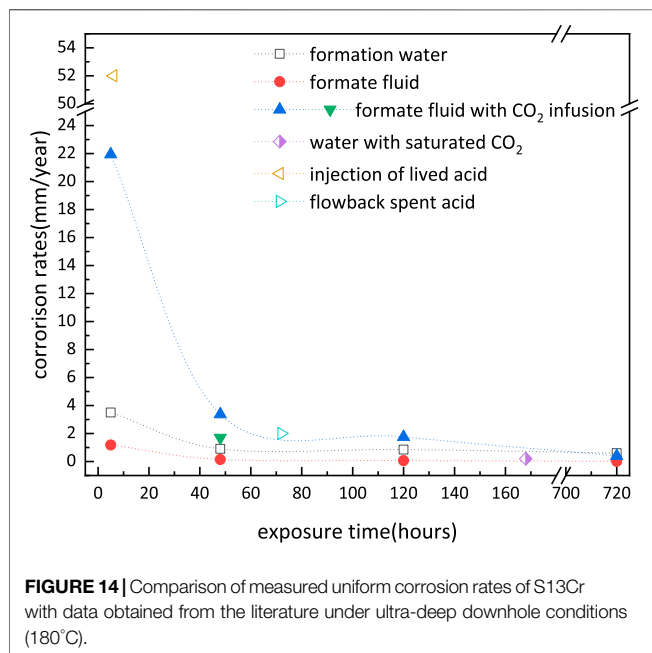 54
52
50
22
20
18
16
14
12
10
8
6
4
2
0
corrorison rates(mm/year)
formation water
formate fluid
formate fluid with CO₂ infusion
water with saturated CO₂
injection of lived acid
flowback spent acid
0 20 40 60 80 100 120 140 160 700 720
exposure time(hours)
FIGURE 14 | Comparison of measured uniform corrosion rates of S13Cr
with data obtained from the literature under ultra-deep downhole conditions
(180°C).